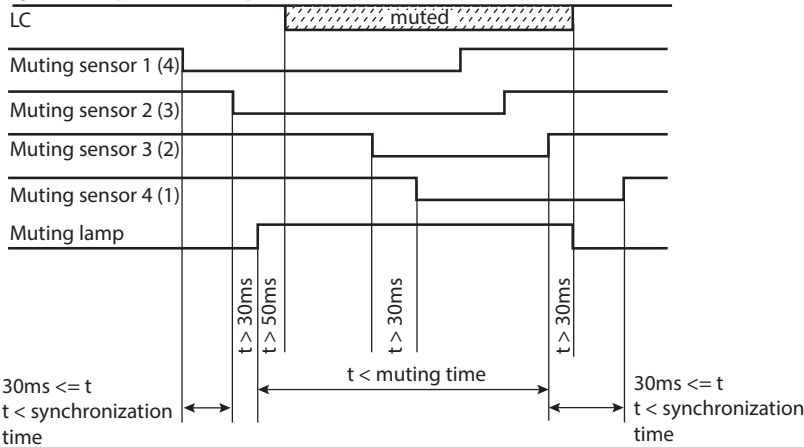 LC
muted
Muting sensor 1 (4)
Muting sensor 2 (3)
Muting sensor 3 (2)
Muting sensor 4 (1)
Muting lamp
t > 30ms
t > 50ms
t > 30ms
t > 30ms
t < muting time
30ms <= t
t < synchronization
time
30ms <= t
t < synchronization
time